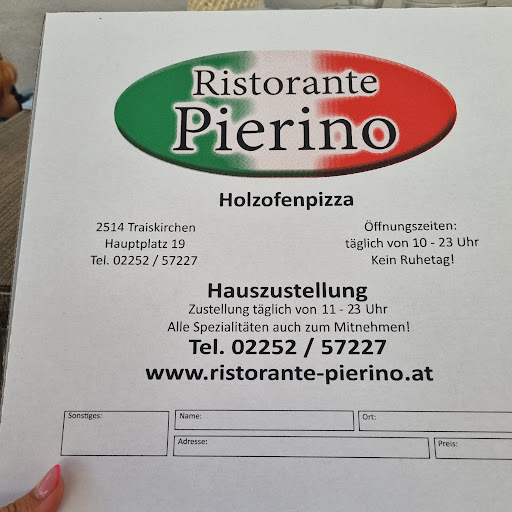 Ristorante
Pierino
Holzofenpizza
2514 Traiskirchen
Hauptplatz 19
Tel. 02252 / 57227
Öffnungszeiten:
täglich von 10 - 23 Uhr
Kein Ruhetag!
Hauszustellung
Zustellung täglich von 11 - 23 Uhr
Alle Spezialitäten auch zum Mitnehmen!
Tel. 02252 / 57227
www.ristorante-pierino.at
Sonstiges:
Name:
Ort:
Adresse:
Preis: